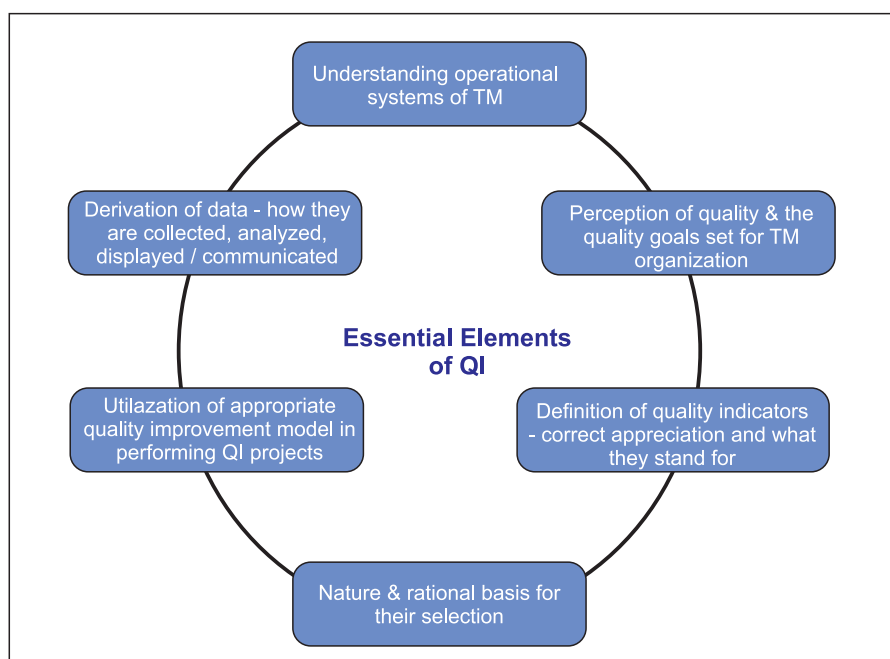 Understanding operational
systems of TM
Derivation of data - how they
are collected, analyzed,
displayed / communicated
Perception of quality & the
quality goals set for TM
organization
Essential Elements
of QI
Utilazation of appropriate
quality improvement model in
performing QI projects
Definition of quality indicators
- correct appreciation and what
they stand for
Nature & rational basis for
their selection